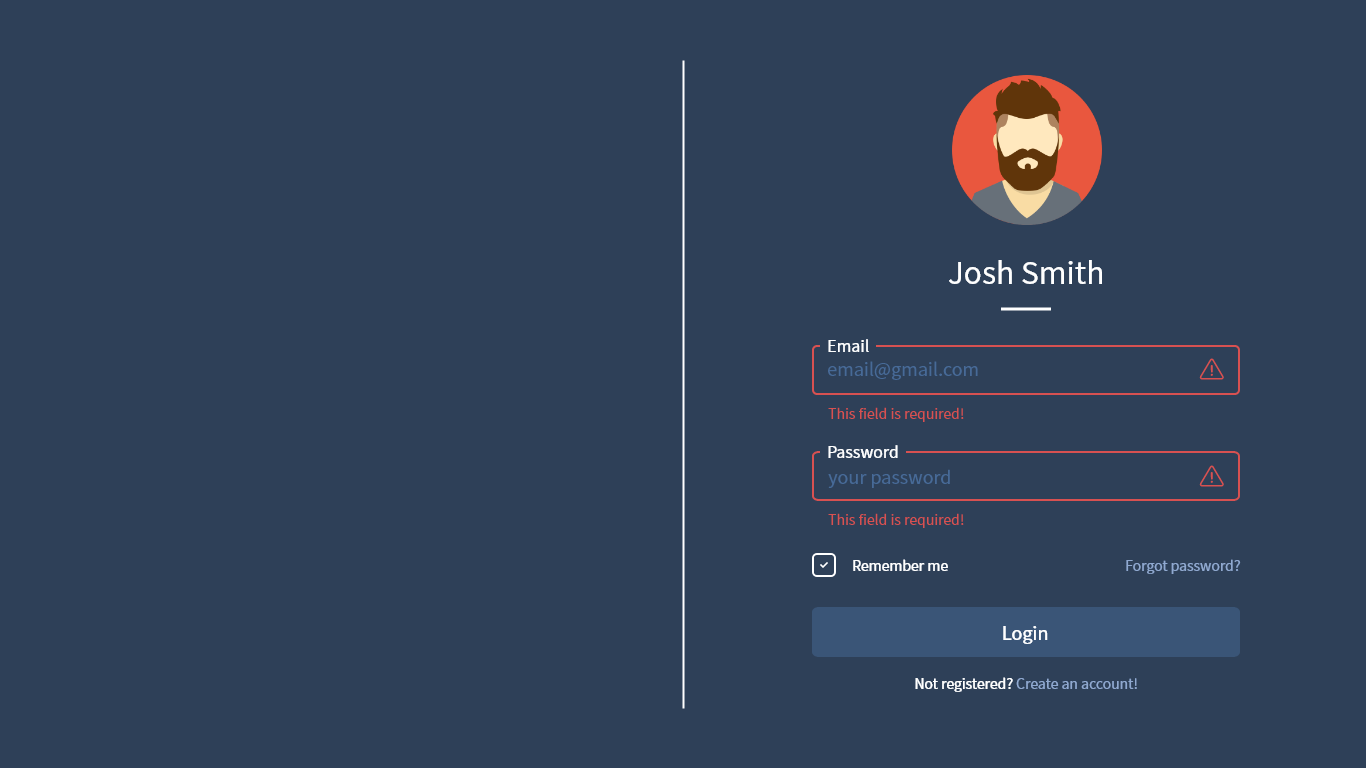 Josh Smith
Email
email@gmail.com
This field is required!
Password
your password
This field is required!
Remember me Forgot password?
Login
Not registered? Create an account!